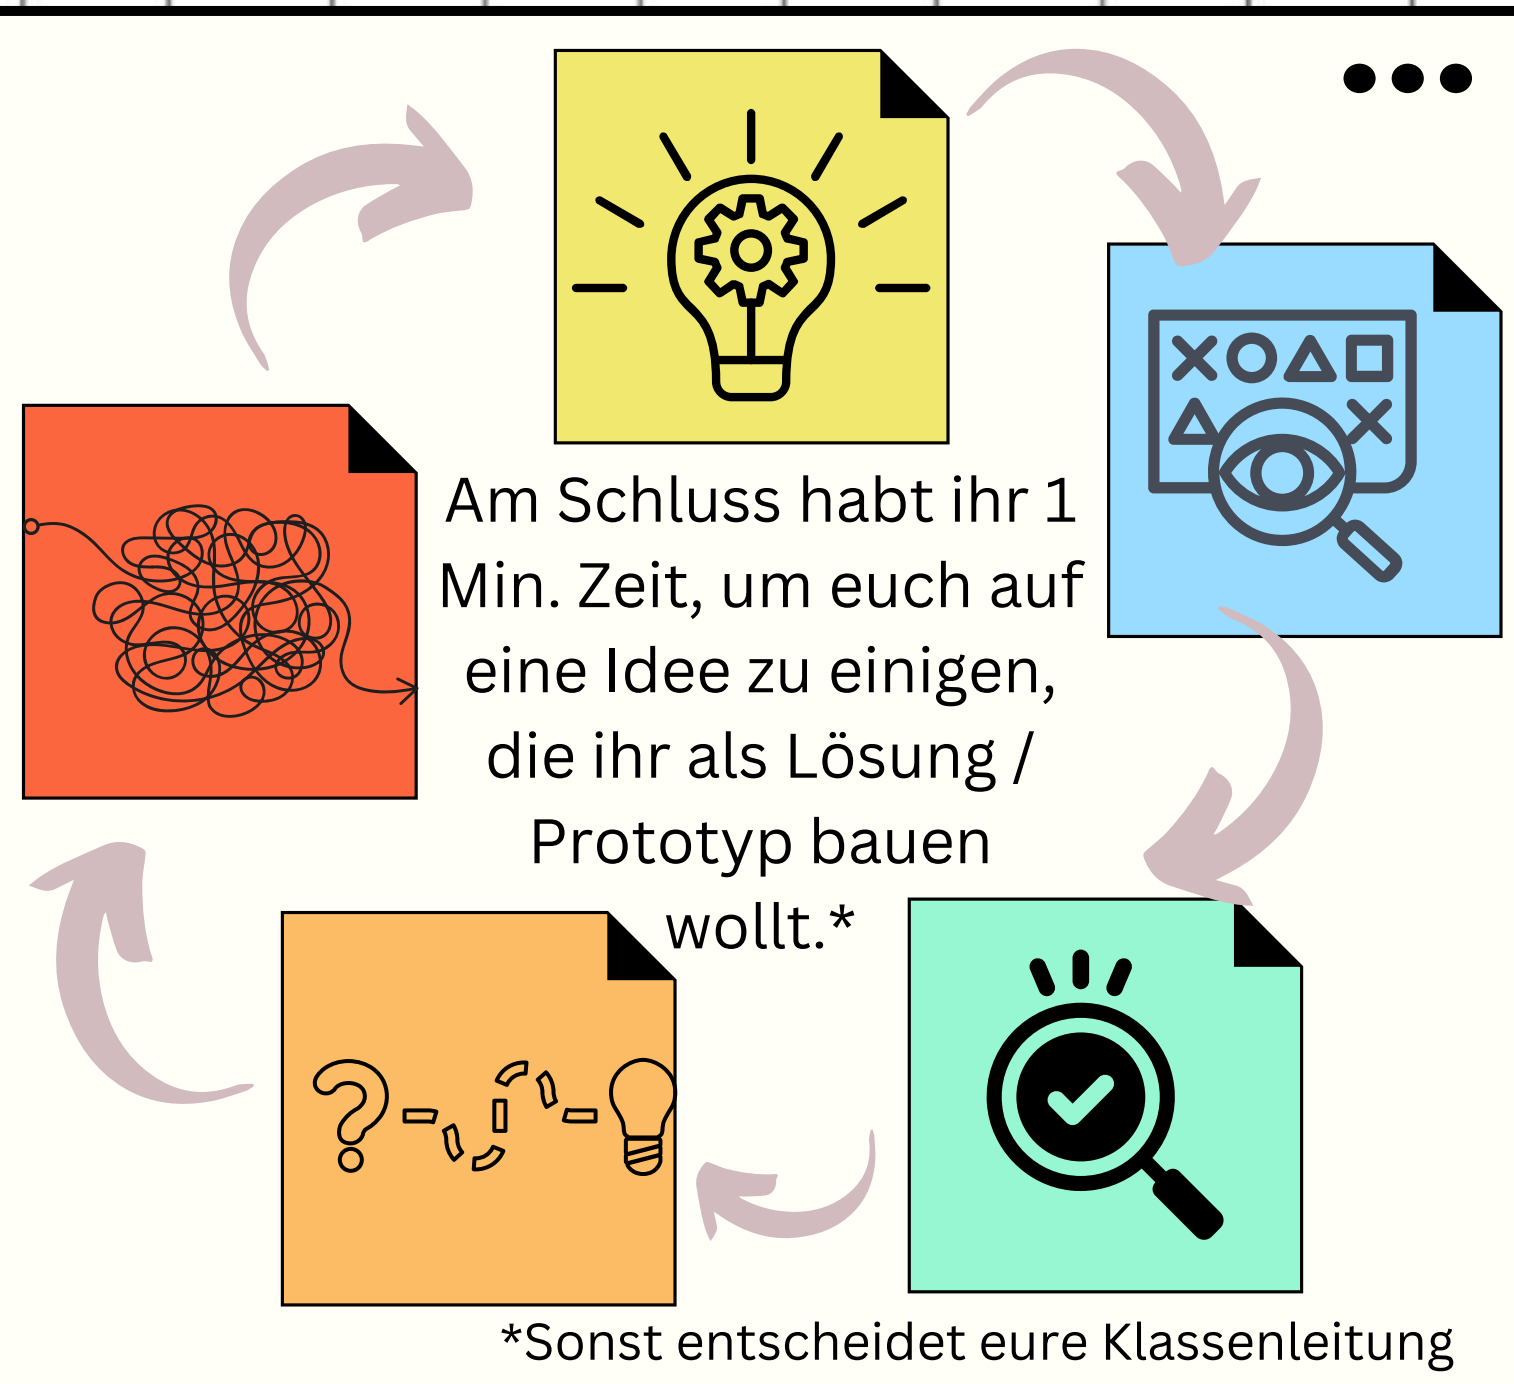 Am Schluss habt ihr 1
Min. Zeit, um euch auf
eine Idee zu einigen,
die ihr als Lösung /
Prototyp bauen
wollt.*
*Sonst entscheidet eure Klassenleitung